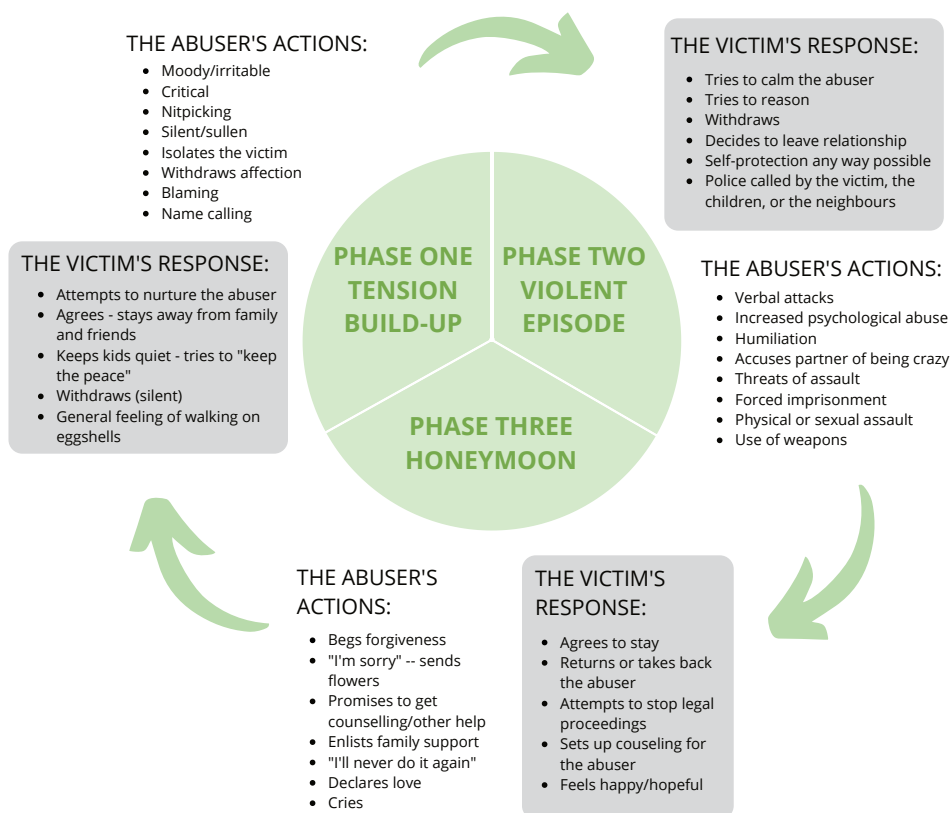 THE ABUSER'S ACTIONS:
• Moody/irritable
• Critical
• Nitpicking
• Silent/sullen
• Isolates the victim
• Withdraws affection
• Blaming
• Name calling
THE VICTIM'S RESPONSE:
• Attempts to nurture the abuser
• Agrees - stays away from family
and friends
• Keeps kids quiet - tries to "keep
the peace"
• Withdraws (silent)
• General feeling of walking on
eggshells
PHASE ONE
TENSION
BUILD-UP
PHASE TWO
VIOLENT
EPISODE
PHASE THREE
HONEYMOON
THE VICTIM'S RESPONSE:
• Tries to calm the abuser
• Tries to reason
• Withdraws
• Decides to leave relationship
• Self-protection any way possible
• Police called by the victim, the
children, or the neighbours
THE ABUSER'S ACTIONS:
• Verbal attacks
• Increased psychological abuse
• Humiliation
• Accuses partner of being crazy
• Threats of assault
• Forced imprisonment
• Physical or sexual assault
• Use of weapons
THE ABUSER'S
ACTIONS:
• Begs forgiveness
• "I'm sorry" -- sends
flowers
• Promises to get
counselling/other help
• Enlists family support
• "I'll never do it again"
• Declares love
• Cries
THE VICTIM'S
RESPONSE:
• Agrees to stay
• Returns or takes back
the abuser
• Attempts to stop legal
proceedings
• Sets up couseling for
the abuser
• Feels happy/hopeful